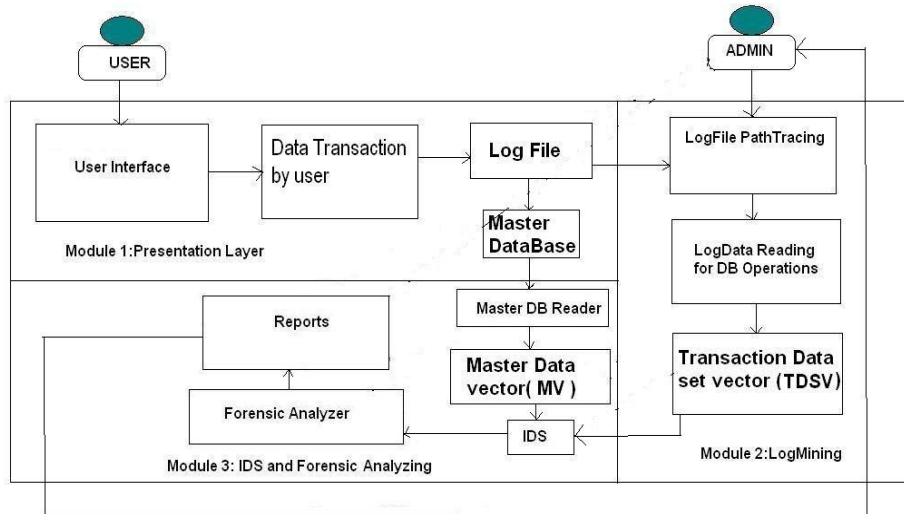 USER
ADMIN
User Interface
Data Transaction
by user
Log File
LogFile PathTracing
Master
DataBase
Module 1:Presentation Layer
LogData Reading
for DB Operations
Master DB Reader
Reports
Master Data
vector( MV )
Transaction Data
set vector (TDSV)
Forensic Analyzer
IDS
Module 3: IDS and Forensic Analyzing
Module 2:LogMining